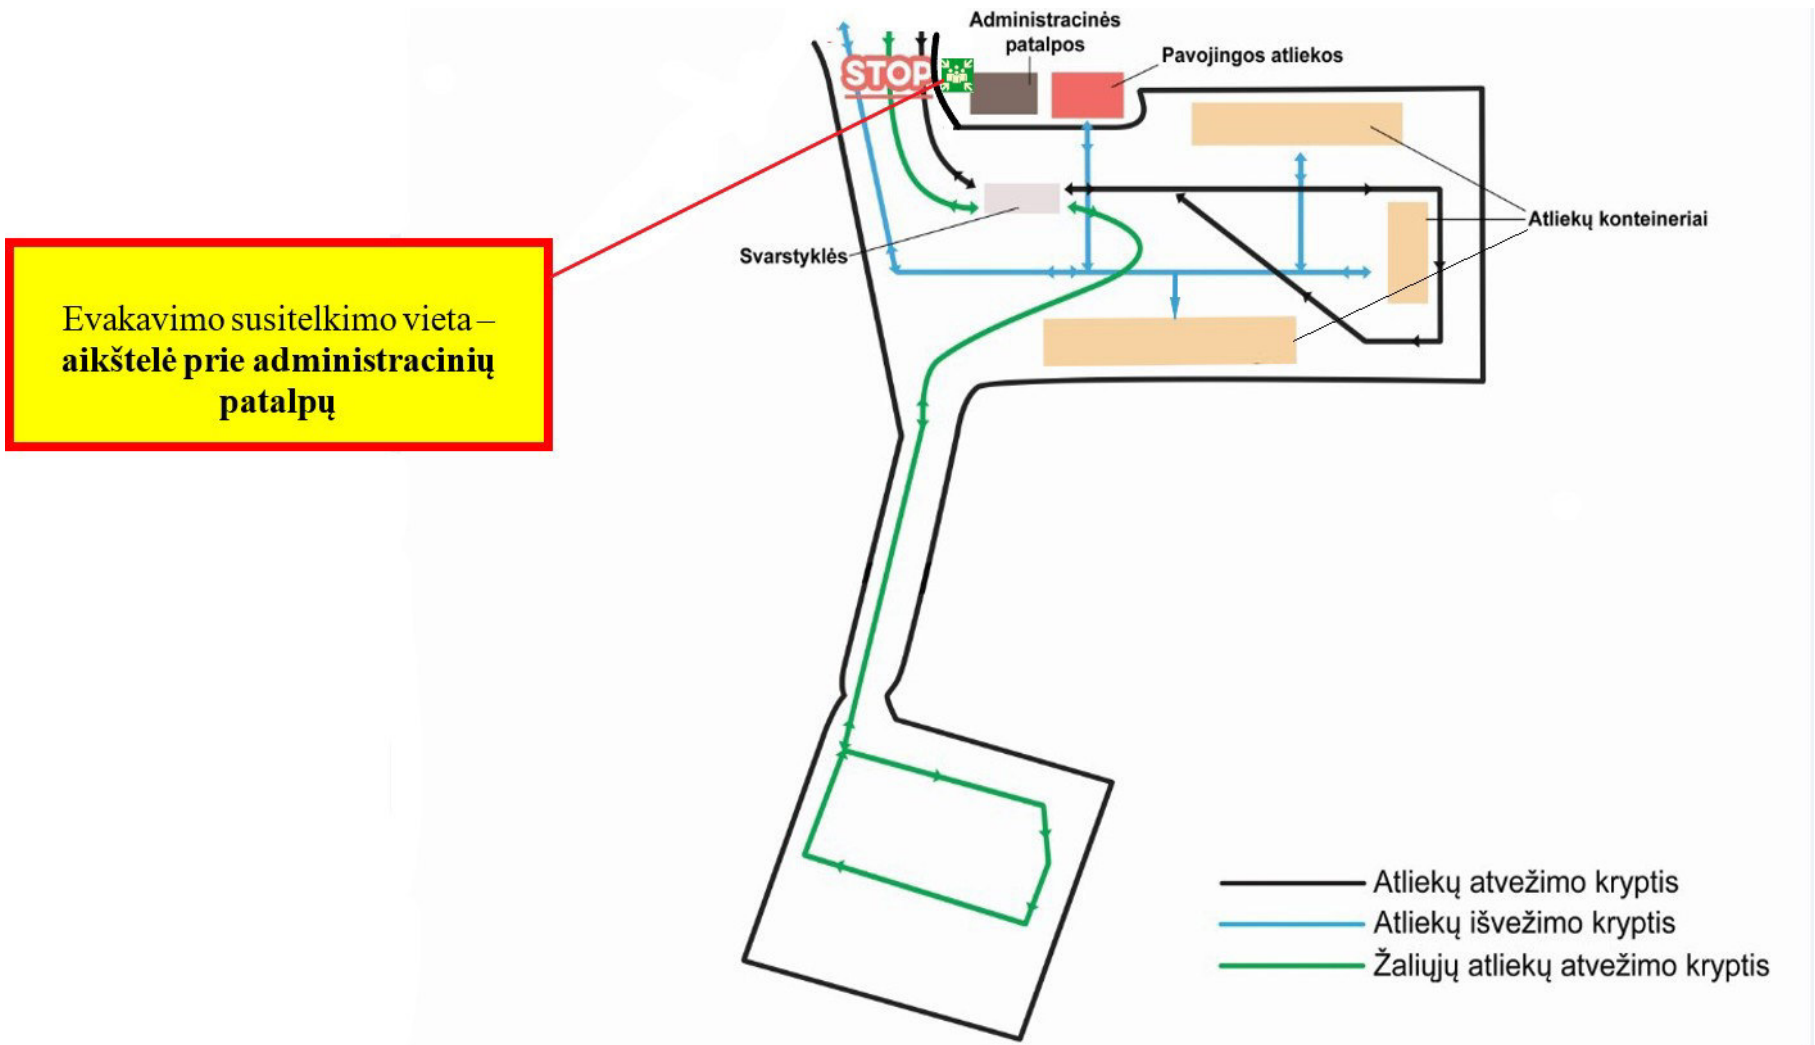 Administracinės
patalpos
Pavojingos atliekos
STOP
Atliekų konteineriai
Svarstyklės
Evakavimo susitelkimo vieta –
aikštelė prie administracinių
patalpų
Atliekų atvežimo kryptis
Atliekų išvežimo kryptis
Žaliųjų atliekų atvežimo kryptis